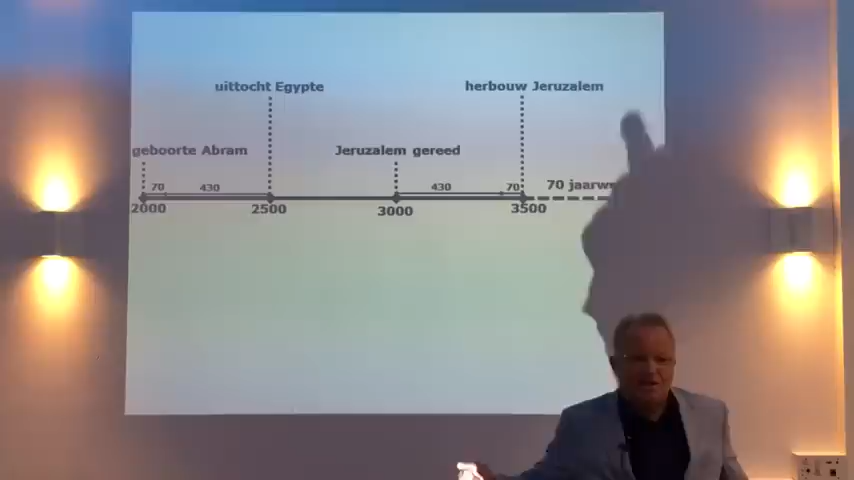 uittocht Egypte herbouw Jeruzalem
geboorte Abram Jeruzalem gereed
70 430 430 70 70
2000 2500 3000 3500